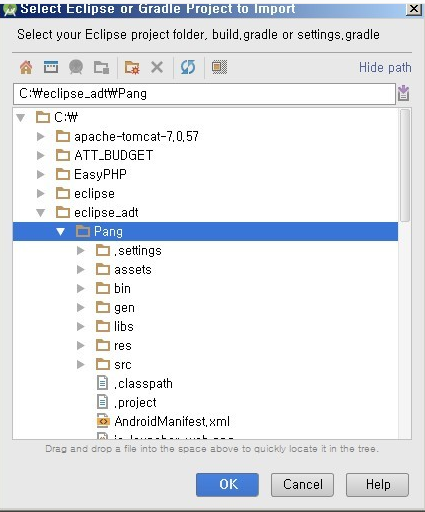 Select Eclipse or Gradle Project to Import
Select your Eclipse project folder, build.gradle or settings.gradle
Hide path
C:₩eclipse_adt₩Pang
C:₩
apache-tomcat-7.0.57
ATT_BUDGET
EasyPHP
eclipse
eclipse_adt
Pang
.settings
assets
bin
gen
libs
res
src
.classpath
.project
AndroidManifest.xml
ic_launcher-web.png
Drag and drop a file into the space above to quickly locate it in the tree.
OK
Cancel
Help